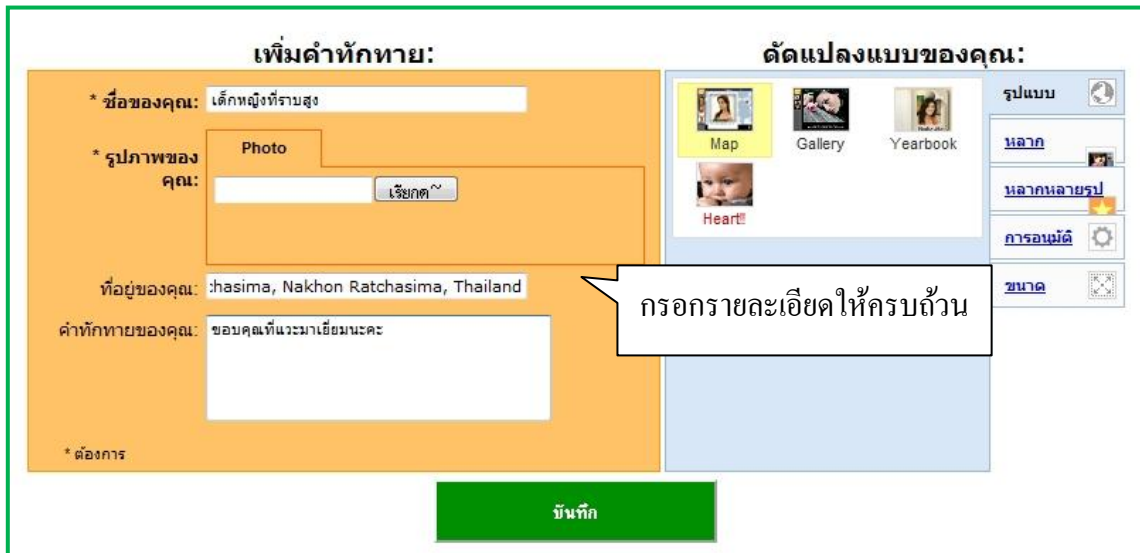 เพิ่มคำทักทาย:
* ชื่อของคุณ: เด็กหญิงที่ราบสูง
* รูปภาพของ
คุณ:
Photo
เรียกด~
ที่อยู่ของคุณ: :hasima, Nakhon Ratchasima, Thailand
คำทักทายของคุณ: ขอบคุณที่แวะมาเยี่ยมนะคะ
* ต้องการ
ดัดแปลงแบบของคุณ:
Map Gallery Yearbook
Heart!!
รูปแบบ
หลาก
หลากหลายรูป
การอนุมัติ
ขนาด
กรอกรายละเอียดให้ครบถ้วน
บันทึก